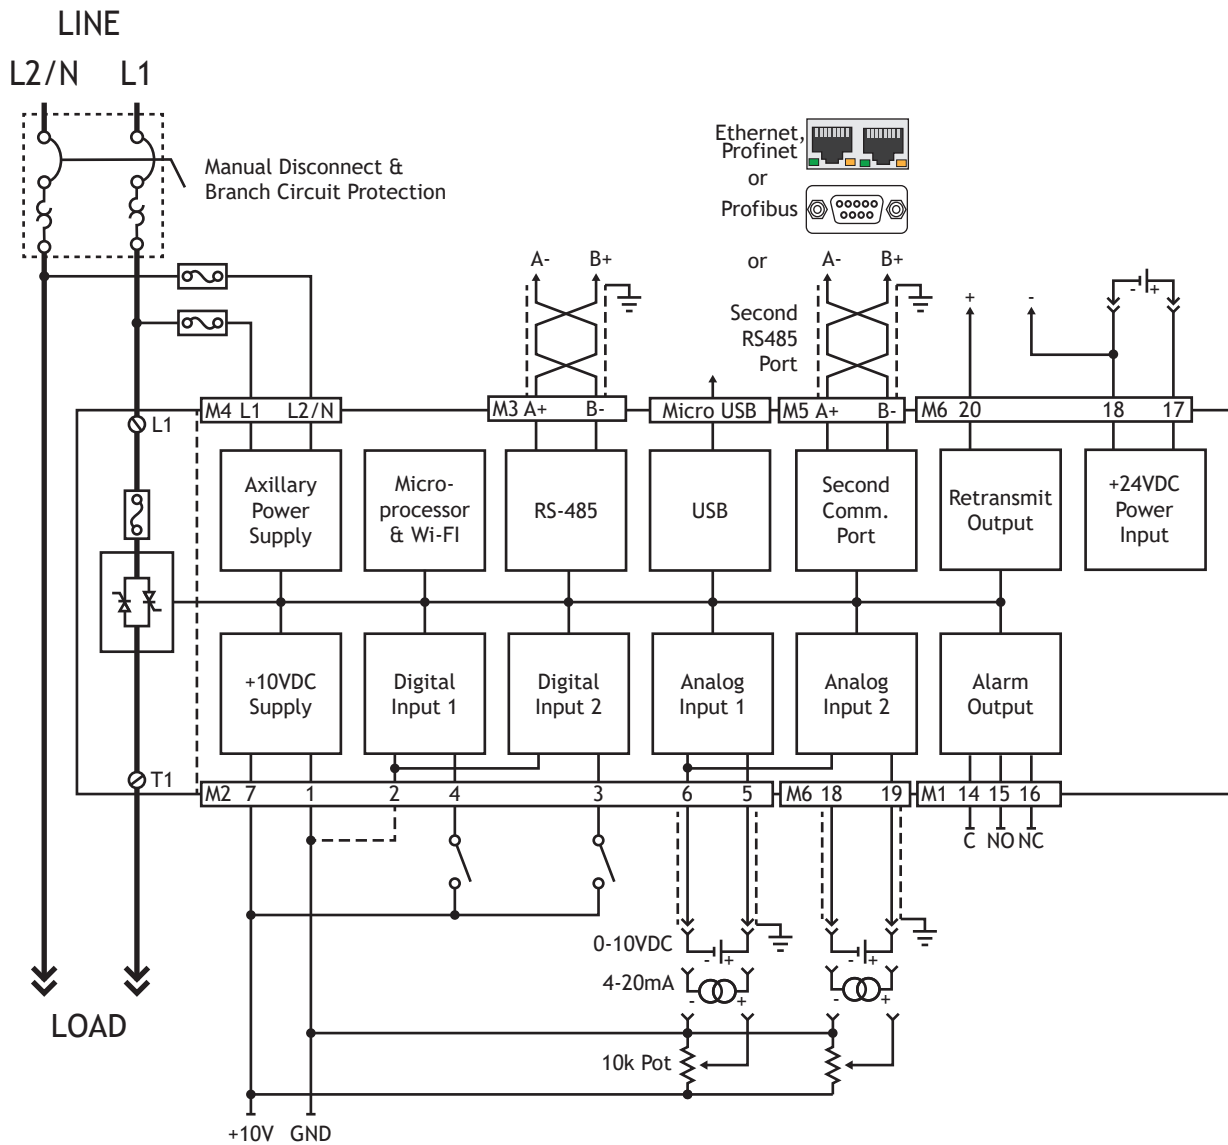 LINE
L2/N L1
Manual Disconnect &
Branch Circuit Protection
Ethernet,
Profinet
or
Profibus
or
A- B+
A- B+
Second
RS485
Port
+ -
- +
M4 L1 L2/N
M3 A+ B-
Micro USB
M5 A+ B-
M6 20 18 17
L1
Axillary
Power
Supply
Micro-
processor
& Wi-FI
RS-485
USB
Second
Comm.
Port
Retransmit
Output
+24VDC
Power
Input
+10VDC
Supply
Digital
Input 1
Digital
Input 2
Analog
Input 1
Analog
Input 2
Alarm
Output
T1
M2 7 1 2 4 3 6 5
M6 18 19
M1 14 15 16
C NO NC
0-10VDC
- +
- +
4-20mA
- +
- +
LOAD
10k Pot
+10V GND